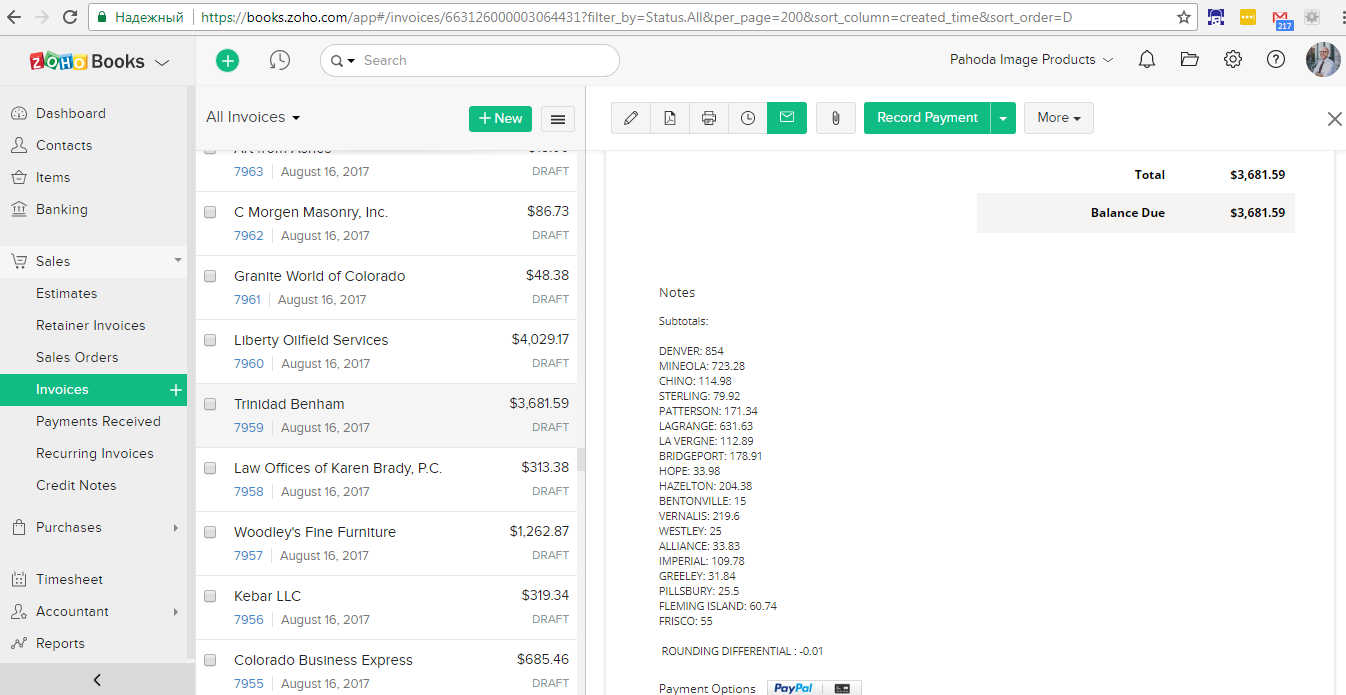 Надежный
https://books.zoho.com/app#/invoices/663126000003064431?filter_by=Status.All&per_page=200&sort_column=created_time&sort_order=D
217
ZOHO Books
Search
Pahoda Image Products
Dashboard
Contacts
Items
Banking
Sales
Estimates
Retainer Invoices
Sales Orders
Invoices
Payments Received
Recurring Invoices
Credit Notes
Purchases
Timesheet
Accountant
Reports
All Invoices
New
7963 August 16, 2017 DRAFT
C Morgen Masonry, Inc. $86.73
7962 August 16, 2017 DRAFT
Granite World of Colorado $48.38
7961 August 16, 2017 DRAFT
Liberty Oilfield Services $4,029.17
7960 August 16, 2017 DRAFT
Trinidad Benham $3,681.59
7959 August 16, 2017 DRAFT
Law Offices of Karen Brady, P.C. $313.38
7958 August 16, 2017 DRAFT
Woodley's Fine Furniture $1,262.87
7957 August 16, 2017 DRAFT
Kebar LLC $319.34
7956 August 16, 2017 DRAFT
Colorado Business Express $685.46
7955 August 16, 2017 DRAFT
Record Payment
More
Total $3,681.59
Balance Due $3,681.59
Notes
Subtotals:
DENVER: 854
MINEOLA: 723.28
CHINO: 114.98
STERLING: 79.92
PATTERSON: 171.34
LAGRANGE: 631.63
LA VERGNE: 112.89
BRIDGEPORT: 178.91
HOPE: 33.98
HAZELTON: 204.38
BENTONVILLE: 15
VERNALIS: 219.6
WESTLEY: 25
ALLIANCE: 33.83
IMPERIAL: 109.78
GREELEY: 31.84
PILLSBURY: 25.5
FLEMING ISLAND: 60.74
FRISCO: 55
ROUNDING DIFFERENTIAL : -0.01
Payment Options PayPal